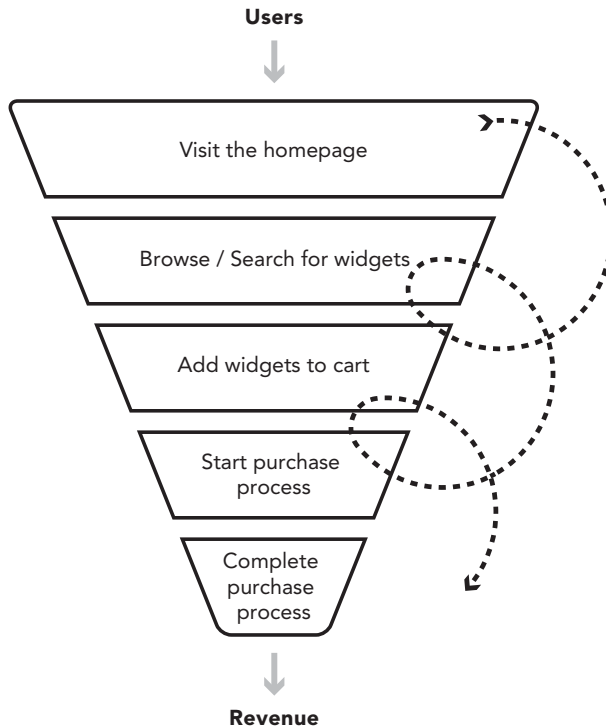 Users
Visit the homepage
Browse / Search for widgets
Add widgets to cart
Start purchase
process
Complete
purchase
process
Revenue